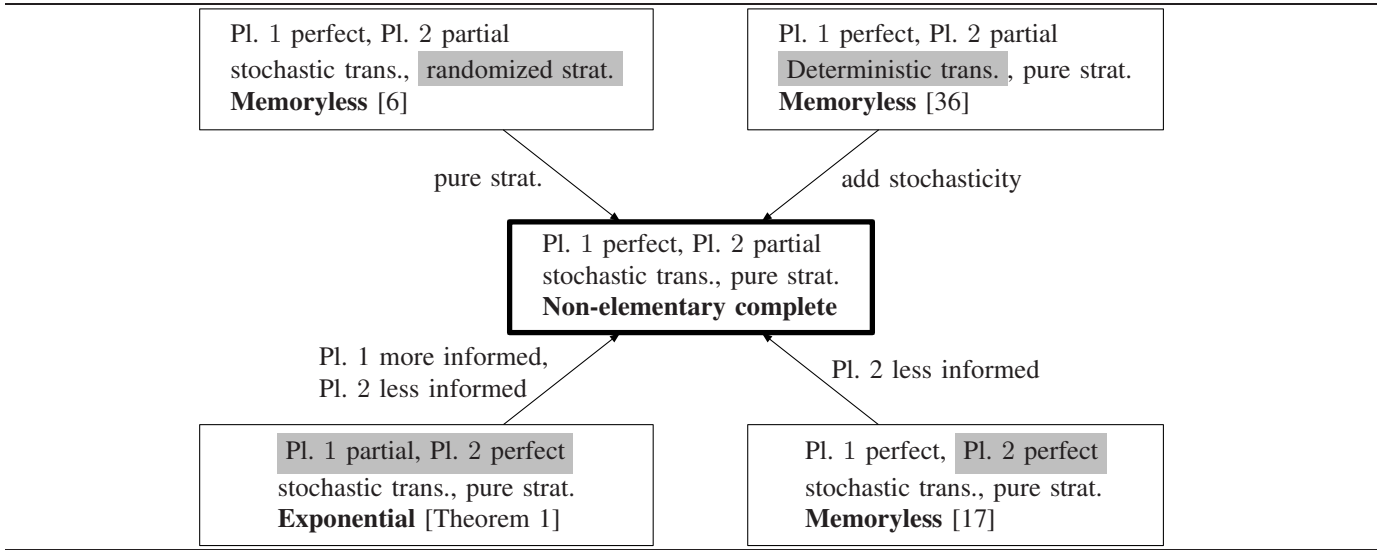 Pl. 1 perfect, Pl. 2 partial
stochastic trans., randomized strat.
Memoryless [6]
Pl. 1 perfect, Pl. 2 partial
Deterministic trans. , pure strat.
Memoryless [36]
pure strat.
add stochasticity
Pl. 1 perfect, Pl. 2 partial
stochastic trans., pure strat.
Non-elementary complete
Pl. 1 more informed,
Pl. 2 less informed
Pl. 2 less informed
Pl. 1 partial, Pl. 2 perfect
stochastic trans., pure strat.
Exponential [Theorem 1]
Pl. 1 perfect, Pl. 2 perfect
stochastic trans., pure strat.
Memoryless [17]